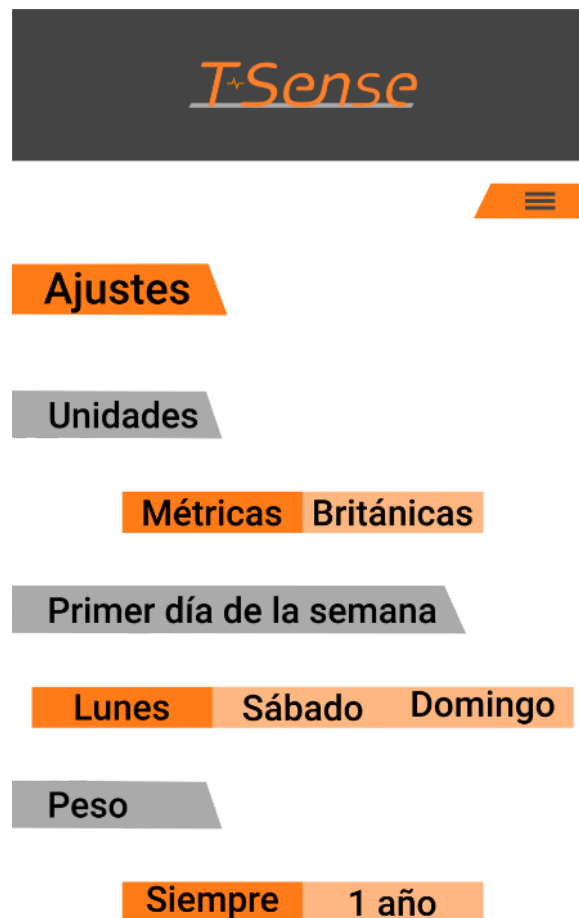 T-Sense
Ajustes
Unidades
Métricas Británicas
Primer día de la semana
Lunes Sábado Domingo
Peso
Siempre 1 año